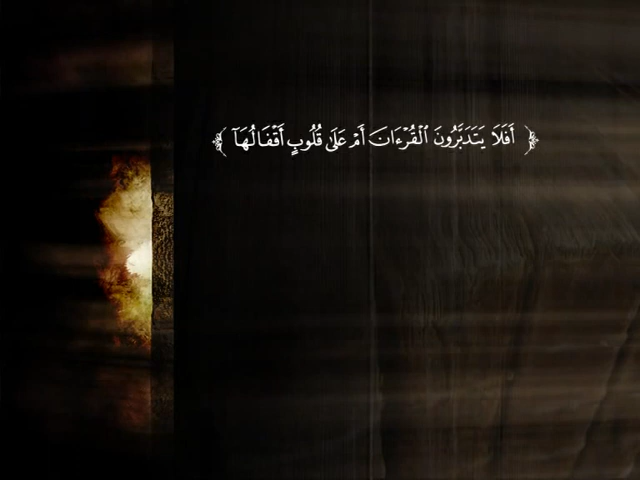 ﴿ أَفَلَا يَتَدَبَّرُونَ ٱلْقُرْءَانَ أَمْ عَلَىٰ قُلُوبٍ أَقْفَالُهَآ ﴾